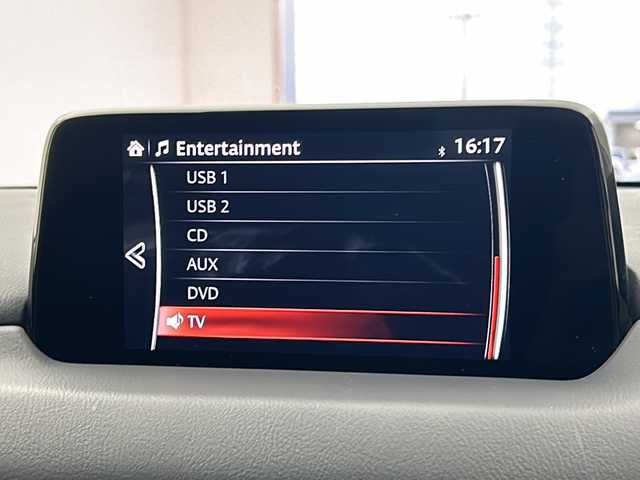 Entertainment 16:17
USB 1
USB 2
CD
AUX
DVD
TV